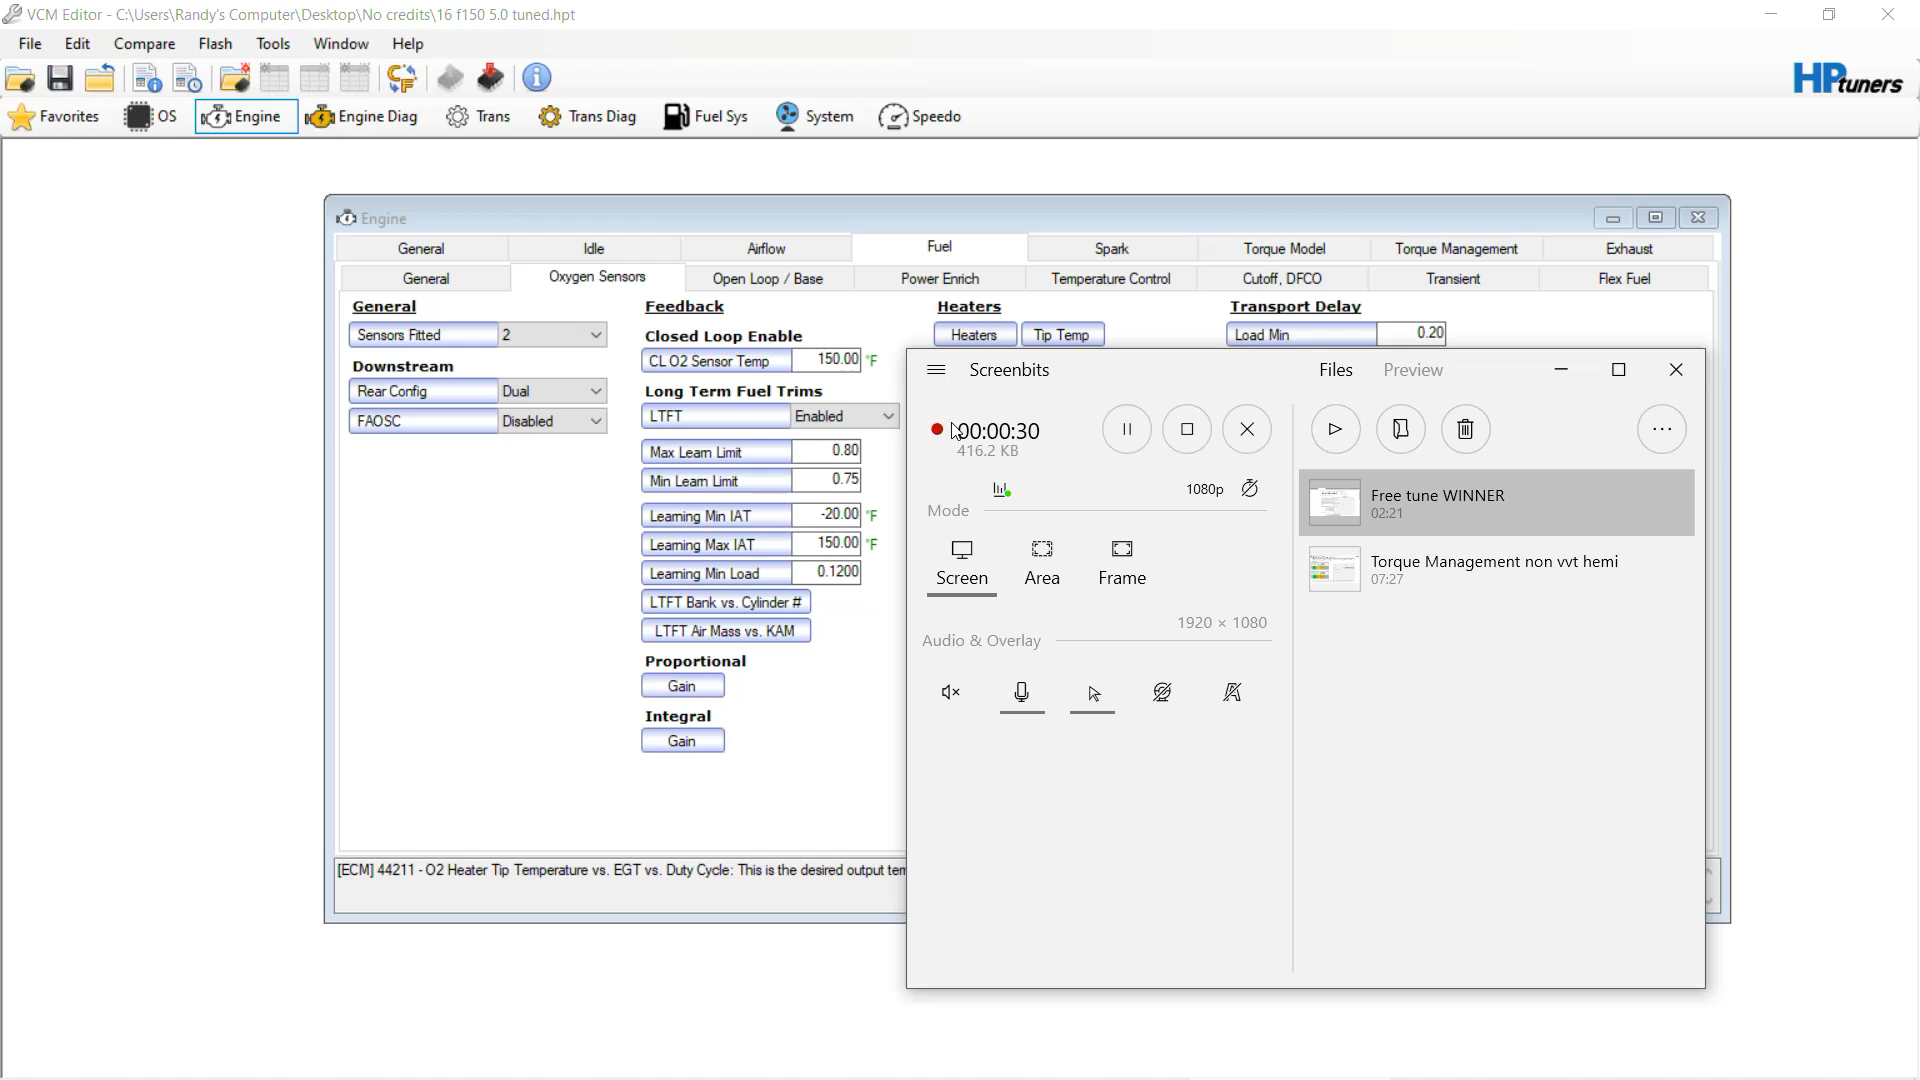 VCM Editor - C:\Users\Randy's Computer\Desktop\No credits\16 f150 5.0 tuned.hpt
File Edit Compare Flash Tools Window Help
HPtuners
Favorites OS Engine Engine Diag Trans Trans Diag Fuel Sys System Speedo
Engine
General Idle Airflow Fuel Spark Torque Model Torque Management Exhaust
General Oxygen Sensors Open Loop / Base Power Enrich Temperature Control Cutoff, DFCO Transient Flex Fuel
General
Sensors Fitted 2
Downstream
Rear Config Dual
FAOSC Disabled
Feedback
Closed Loop Enable
CL O2 Sensor Temp 150.00 °F
Long Term Fuel Trims
LTFT Enabled
Max Learn Limit 0.80
Min Learn Limit 0.75
Learning Min IAT -20.00 °F
Learning Max IAT 150.00 °F
Learning Min Load 0.1200
LTFT Bank vs. Cylinder #
LTFT Air Mass vs. KAM
Proportional
Gain
Integral
Gain
Heaters
Heaters Tip Temp
Transport Delay
Load Min 0.20
Screenbits
Files Preview
00:00:30
416.2 KB
1080p
Mode
Screen Area Frame
1920 × 1080
Audio & Overlay
Free tune WINNER
02:21
Torque Management non vvt hemi
07:27
[ECM] 44211 - O2 Heater Tip Temperature vs. EGT vs. Duty Cycle: This is the desired output tem